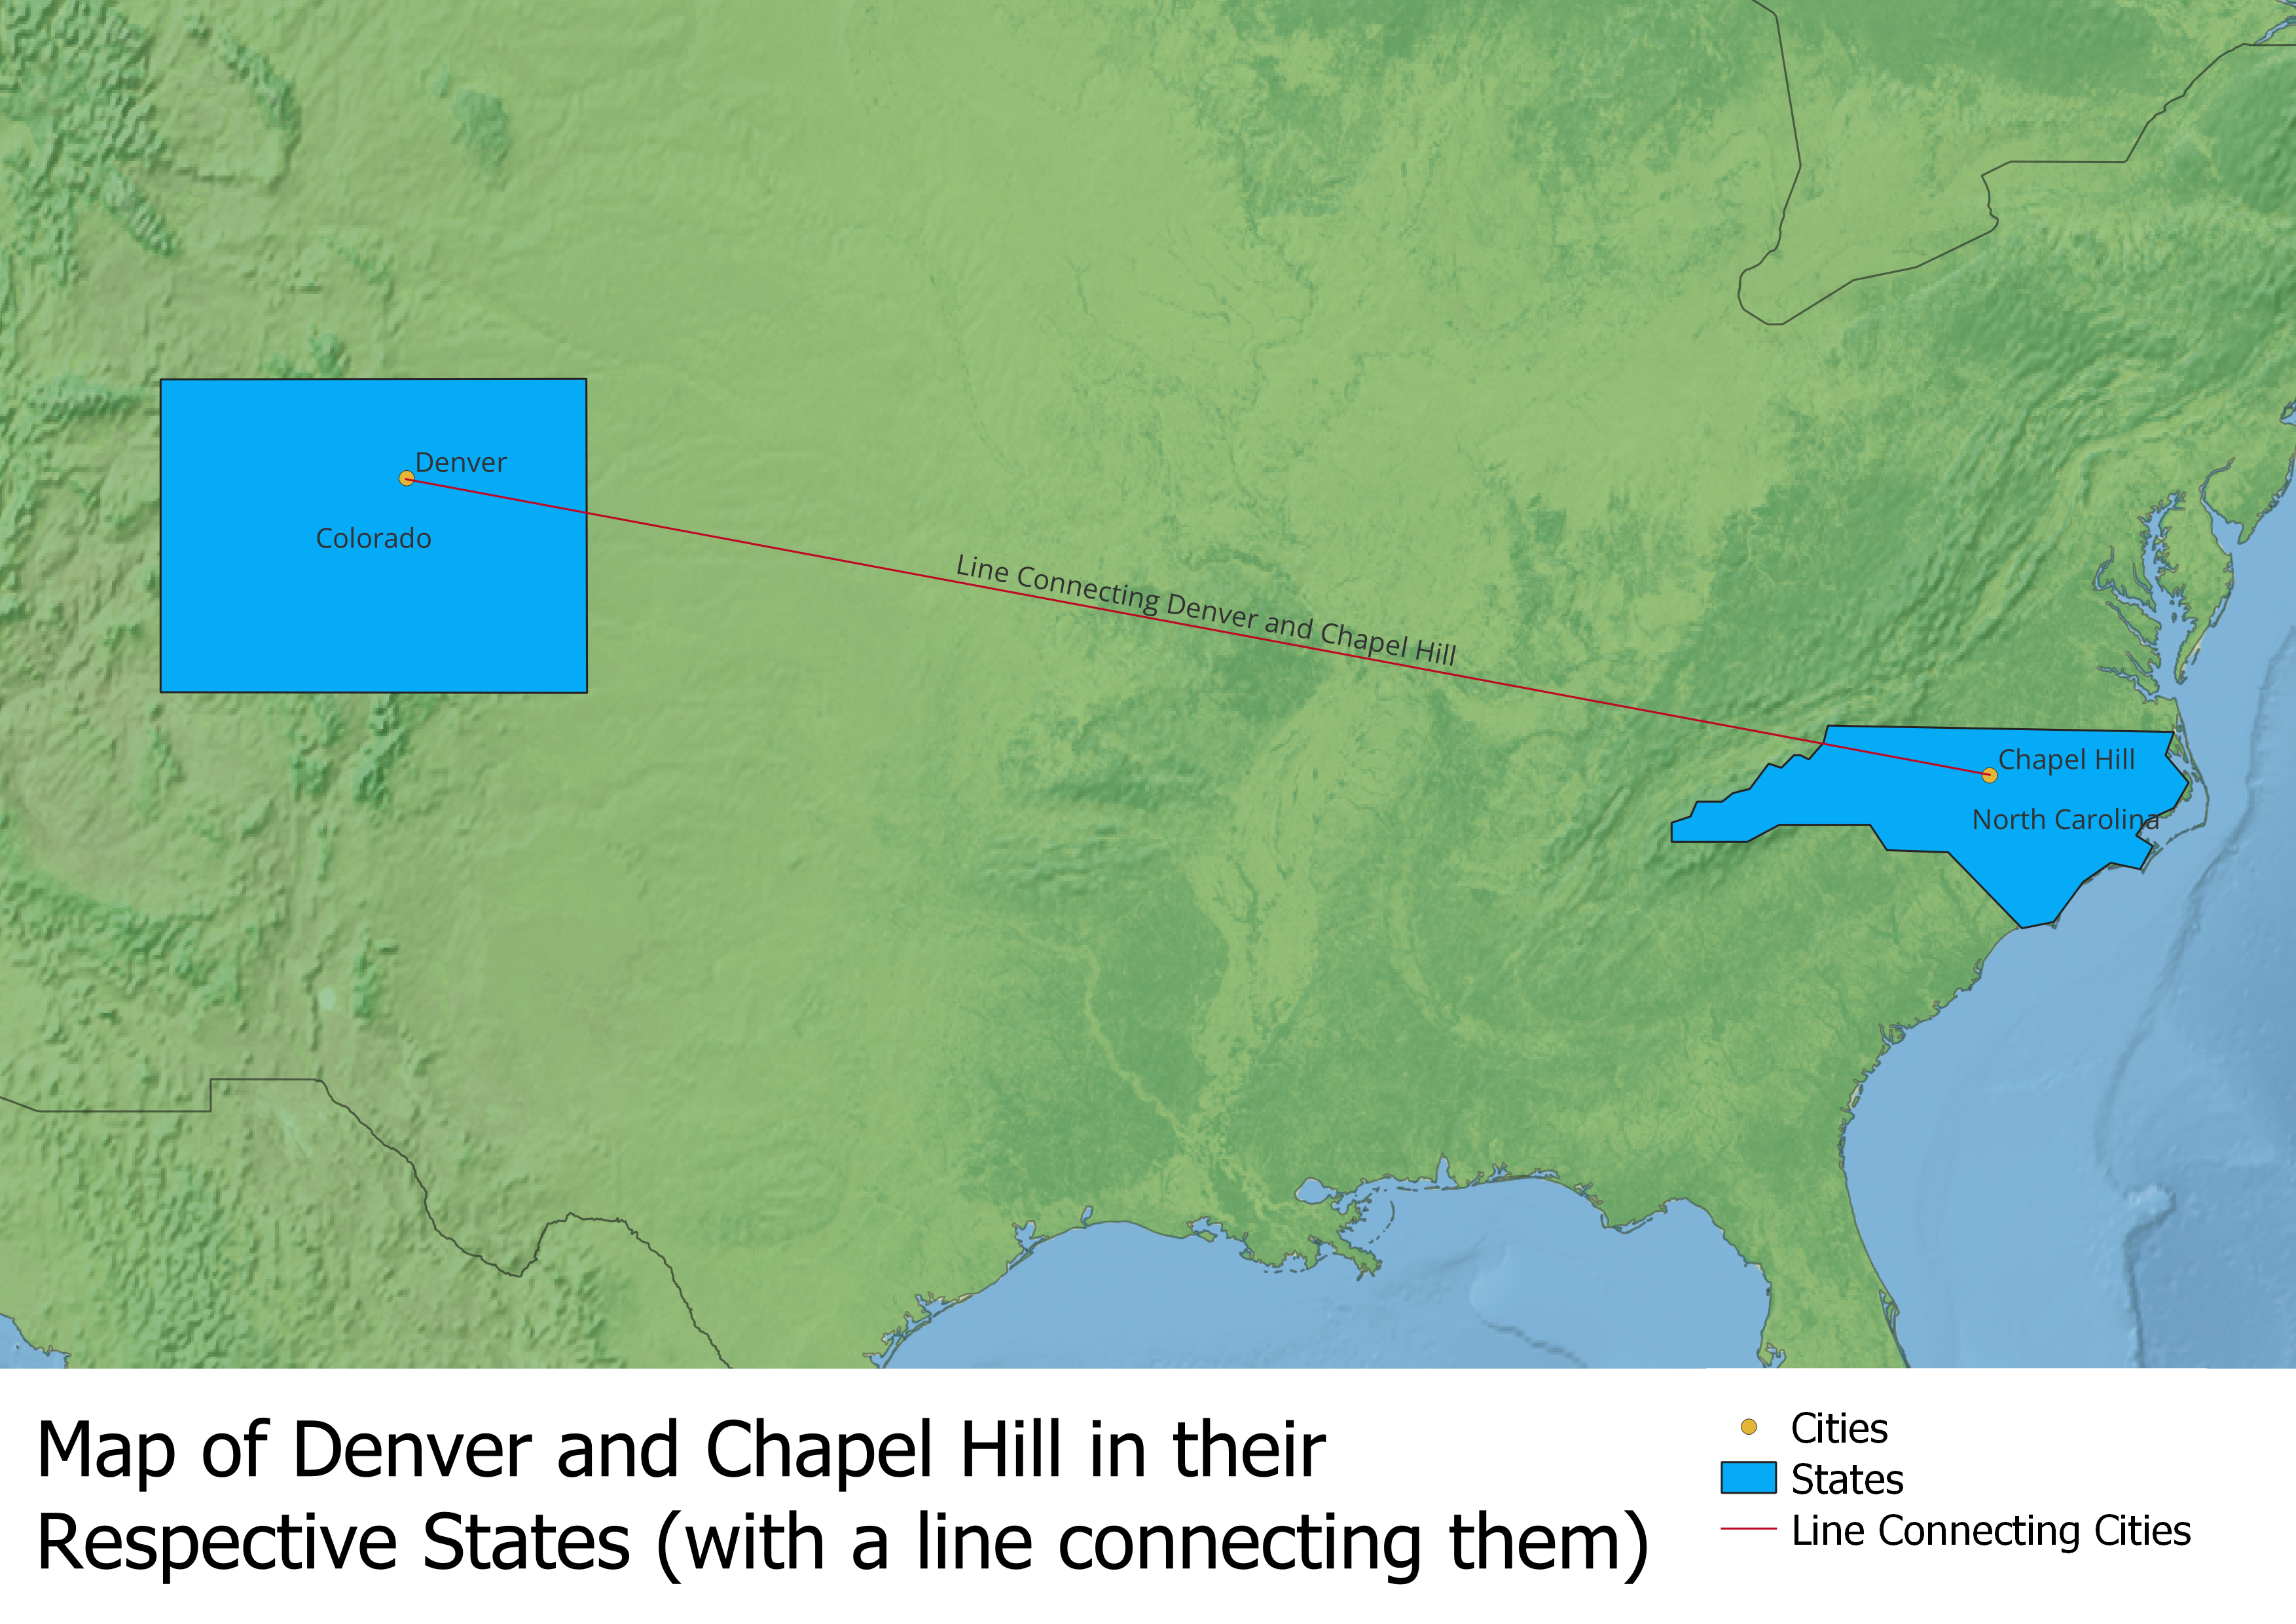 Denver
Colorado
Line Connecting Denver and Chapel Hill
Chapel Hill
North Carolina
Map of Denver and Chapel Hill in their
Respective States (with a line connecting them)
Cities
States
Line Connecting Cities